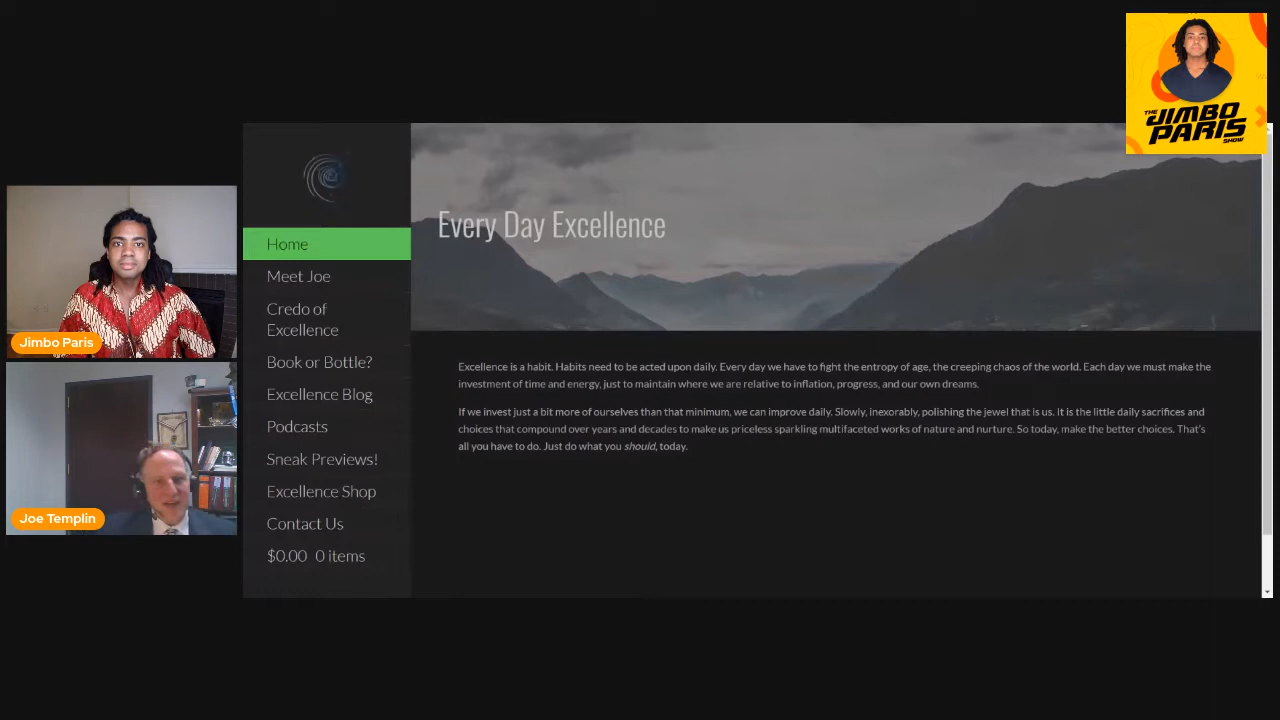 THE
JIMBO
PARIS
SHOW
Jimbo Paris
Joe Templin
Home
Meet Joe
Credo of
Excellence
Book or Bottle?
Excellence Blog
Podcasts
Sneak Previews!
Excellence Shop
Contact Us
$0.00 0 items
Every Day Excellence
Excellence is a habit. Habits need to be acted upon daily. Every day we have to fight the entropy of age, the creeping chaos of the world. Each day we must make the
investment of time and energy, just to maintain where we are relative to inflation, progress, and our own dreams.
If we invest just a bit more of ourselves than that minimum, we can improve daily. Slowly, inexorably, polishing the jewel that is us. It is the little daily sacrifices and
choices that compound over years and decades to make us priceless sparkling multifaceted works of nature and nurture. So today, make the better choices. That's
all you have to do. Just do what you should, today.